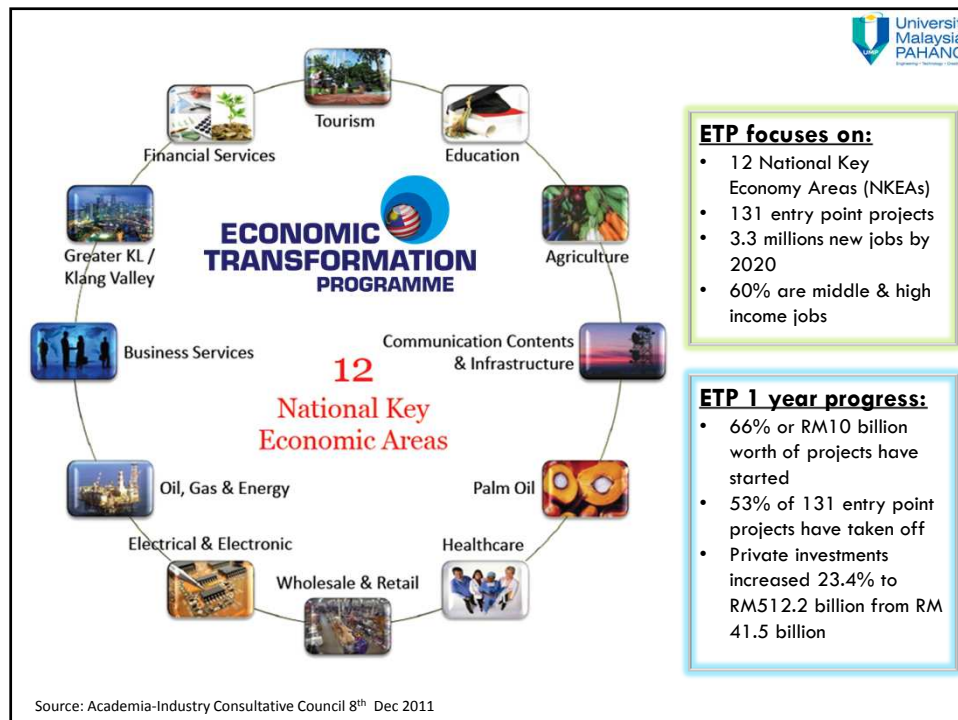 Universiti
Malaysia
PAHANG
UMP
Tourism
Financial Services
Education
Greater KL /
Klang Valley
ECONOMIC
TRANSFORMATION
PROGRAMME
Agriculture
Business Services
Communication Contents
& Infrastructure
12
National Key
Economic Areas
Oil, Gas & Energy
Palm Oil
Electrical & Electronic
Healthcare
Wholesale & Retail
ETP focuses on:
• 12 National Key
Economy Areas (NKEAs)
• 131 entry point projects
• 3.3 millions new jobs by
2020
• 60% are middle & high
income jobs
ETP 1 year progress:
• 66% or RM10 billion
worth of projects have
started
• 53% of 131 entry point
projects have taken off
• Private investments
increased 23.4% to
RM512.2 billion from RM
41.5 billion
Source: Academia-Industry Consultative Council 8th Dec 2011